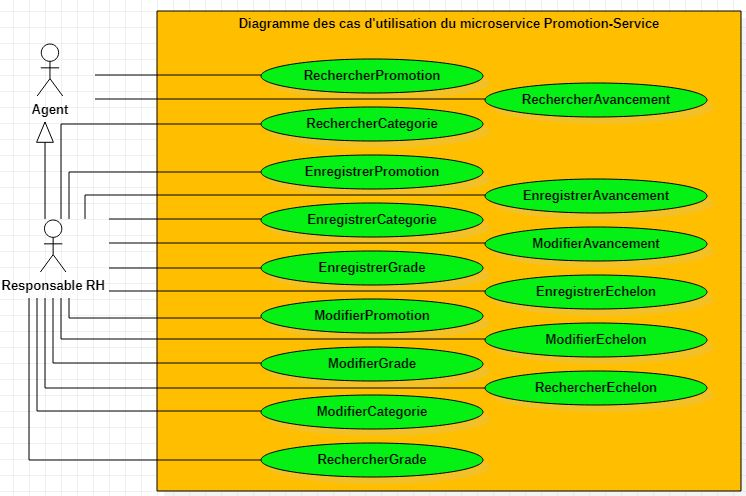 Diagramme des cas d'utilisation du microservice Promotion-Service
RechercherPromotion
Agent
RechercherAvancement
RechercherCategorie
EnregistrerPromotion
EnregistrerAvancement
EnregistrerCategorie
ModifierAvancement
EnregistrerGrade
Responsable RH
EnregistrerEchelon
ModifierPromotion
ModifierEchelon
ModifierGrade
RechercherEchelon
ModifierCategorie
RechercherGrade